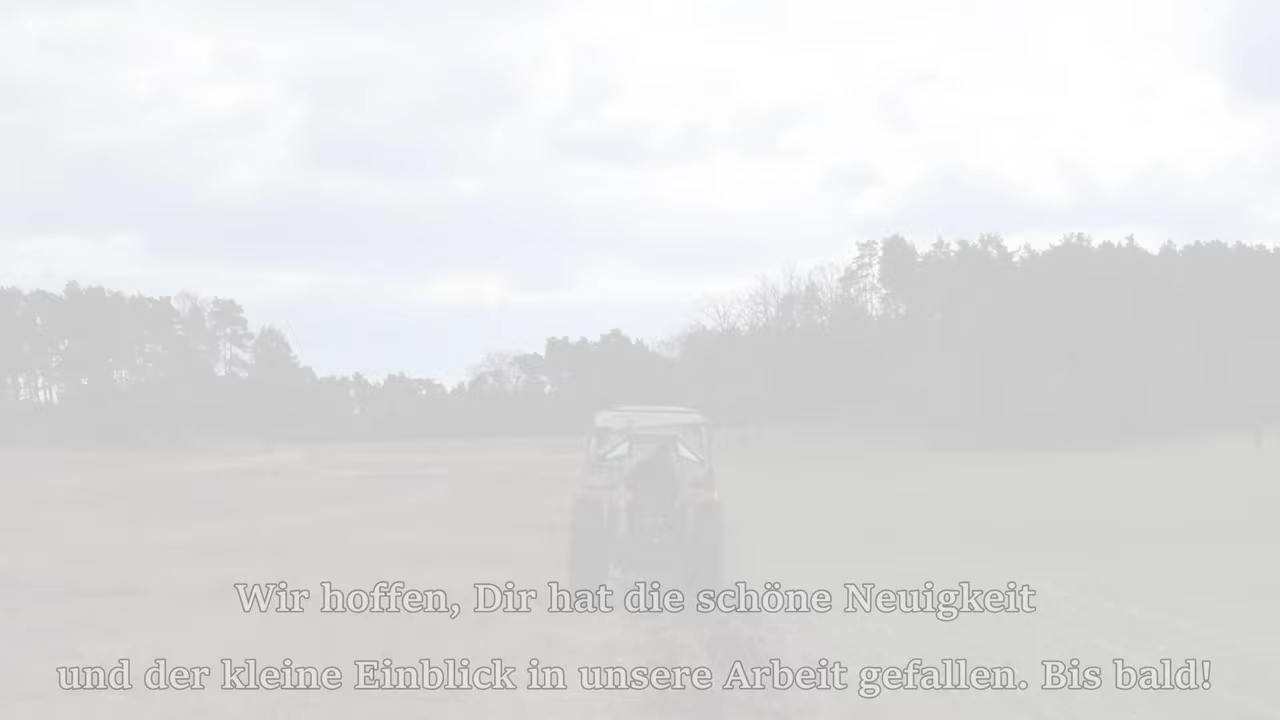 Wir hoffen, Dir hat die schöne Neuigkeit
und der kleine Einblick in unsere Arbeit gefallen. Bis bald!